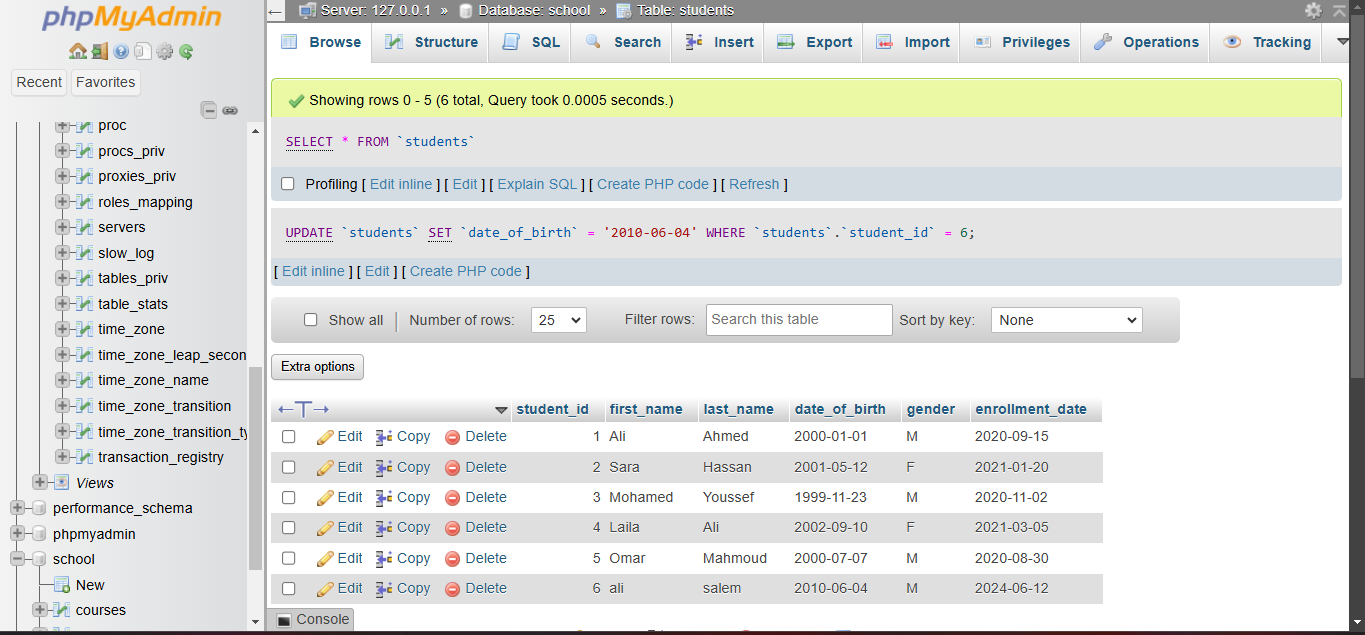 phpMyAdmin
Recent Favorites
proc
procs_priv
proxies_priv
roles_mapping
servers
slow_log
tables_priv
table_stats
time_zone
time_zone_leap_secon
time_zone_name
time_zone_transition
time_zone_transition_ty
transaction_registry
Views
performance_schema
phpmyadmin
school
New
courses
Server: 127.0.0.1 » Database: school » Table: students
Browse Structure SQL Search Insert Export Import Privileges Operations Tracking
Showing rows 0 - 5 (6 total, Query took 0.0005 seconds.)
SELECT * FROM `students`
Profiling [ Edit inline ] [ Edit ] [ Explain SQL ] [ Create PHP code ] [ Refresh ]
UPDATE `students` SET `date_of_birth` = '2010-06-04' WHERE `students`.`student_id` = 6;
[ Edit inline ] [ Edit ] [ Create PHP code ]
Show all | Number of rows: 25 Filter rows: Search this table Sort by key: None
Extra options
←T→ student_id first_name last_name date_of_birth gender enrollment_date
Edit Copy Delete 1 Ali Ahmed 2000-01-01 M 2020-09-15
Edit Copy Delete 2 Sara Hassan 2001-05-12 F 2021-01-20
Edit Copy Delete 3 Mohamed Youssef 1999-11-23 M 2020-11-02
Edit Copy Delete 4 Laila Ali 2002-09-10 F 2021-03-05
Edit Copy Delete 5 Omar Mahmoud 2000-07-07 M 2020-08-30
Edit Copy Delete 6 ali salem 2010-06-04 M 2024-06-12
Console